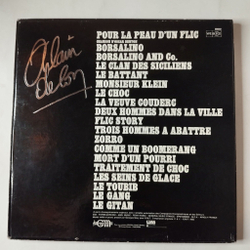 Alain
Delon
POUR LA PEAU D'UN FLIC
BORSALINO
BORSALINO AND Co.
LE CLAN DES SICILIENS
LE BATTANT
MONSIEUR KLEIN
LE CHOC
LA VEUVE COUDERC
DEUX HOMMES DANS LA VILLE
FLIC STORY
TROIS HOMMES A ABATTRE
ZORRO
COMME UN BOOMERANG
MORT D'UN POURRI
TRAITEMENT DE CHOC
LES SEINS DE GLACE
LE TOUBIB
LE GANG
LE GITAN